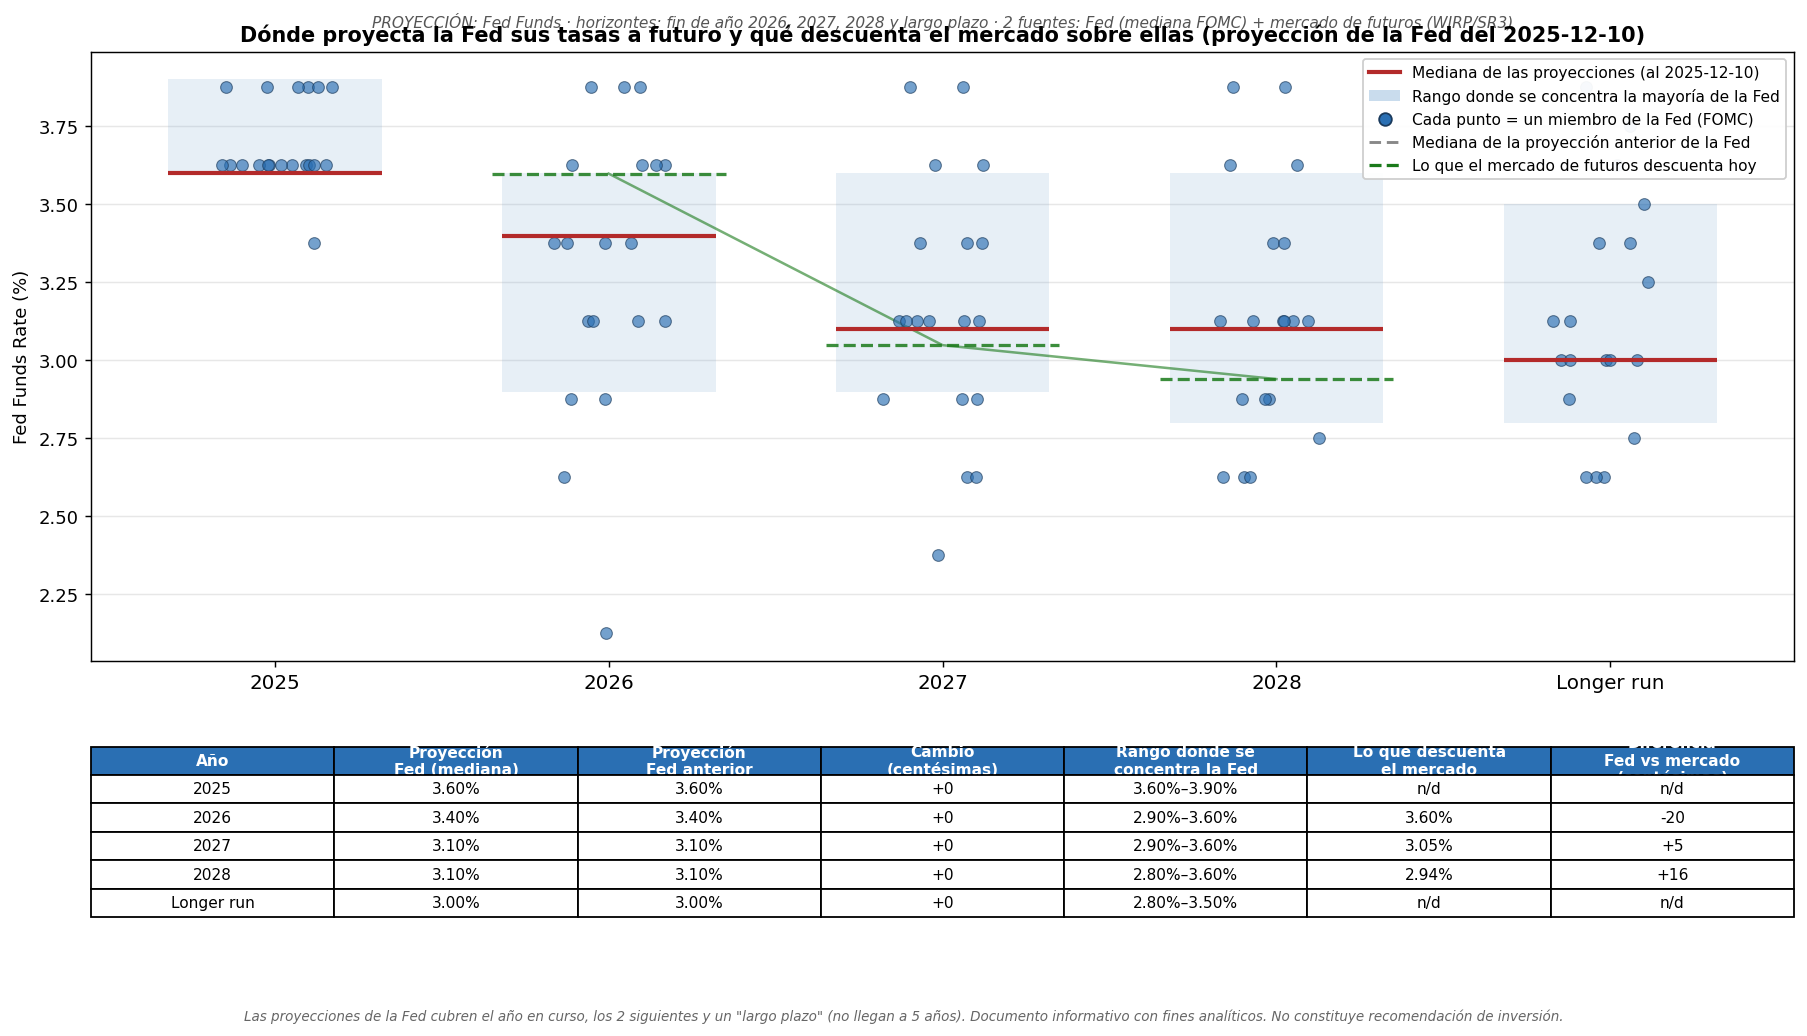 PROYECCIÓN: Fed Funds · horizontes: fin de año 2026, 2027, 2028 y largo plazo · 2 fuentes: Fed (mediana FOMC) + mercado de futuros (WIRP/SR3)
Dónde proyecta la Fed sus tasas a futuro y qué descuenta el mercado sobre ellas (proyección de la Fed del 2025-12-10)
Mediana de las proyecciones (al 2025-12-10)
Rango donde se concentra la mayoría de la Fed
Cada punto = un miembro de la Fed (FOMC)
Mediana de la proyección anterior de la Fed
Lo que el mercado de futuros descuenta hoy
Fed Funds Rate (%)
3.75
3.50
3.25
3.00
2.75
2.50
2.25
2025 2026 2027 2028 Longer run
Año | Proyección Fed (mediana) | Proyección Fed anterior | Cambio (centésimas) | Rango donde se concentra la Fed | Lo que descuenta el mercado | Diferencia Fed vs mercado
2025 3.60% 3.60% +0 3.60%–3.90% n/d n/d
2026 3.40% 3.40% +0 2.90%–3.60% 3.60% -20
2027 3.10% 3.10% +0 2.90%–3.60% 3.05% +5
2028 3.10% 3.10% +0 2.80%–3.60% 2.94% +16
Longer run 3.00% 3.00% +0 2.80%–3.50% n/d n/d
Las proyecciones de la Fed cubren el año en curso, los 2 siguientes y un "largo plazo" (no llegan a 5 años). Documento informativo con fines analíticos. No constituye recomendación de inversión.